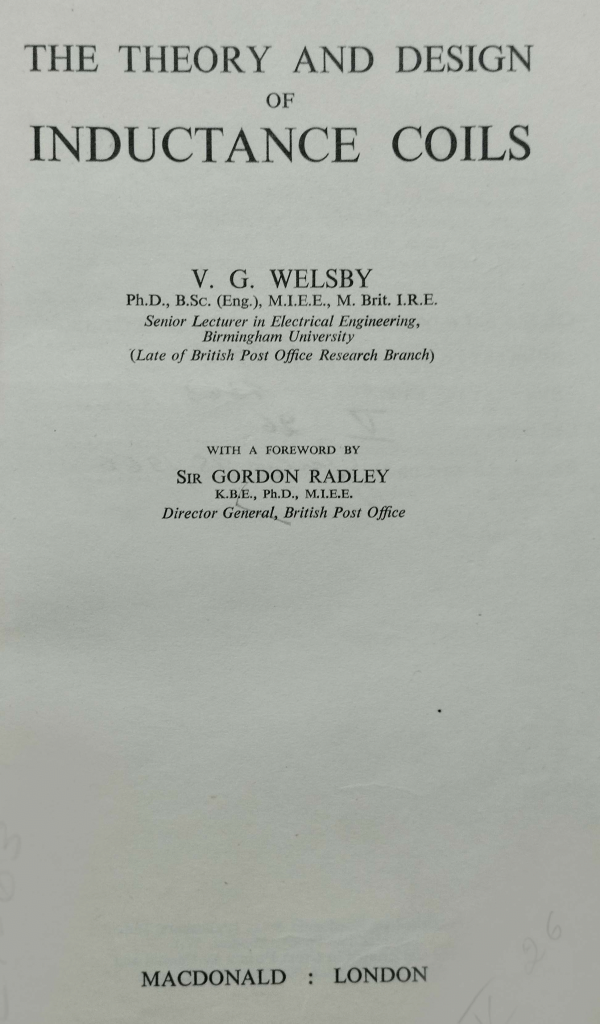 THE THEORY AND DESIGN
OF
INDUCTANCE COILS
V. G. WELSBY
Ph.D., B.Sc. (Eng.), M.I.E.E., M. Brit. I.R.E.
Senior Lecturer in Electrical Engineering,
Birmingham University
(Late of British Post Office Research Branch)
WITH A FOREWORD BY
SIR GORDON RADLEY
K.B.E., Ph.D., M.I.E.E.
Director General, British Post Office
26
MACDONALD : LONDON